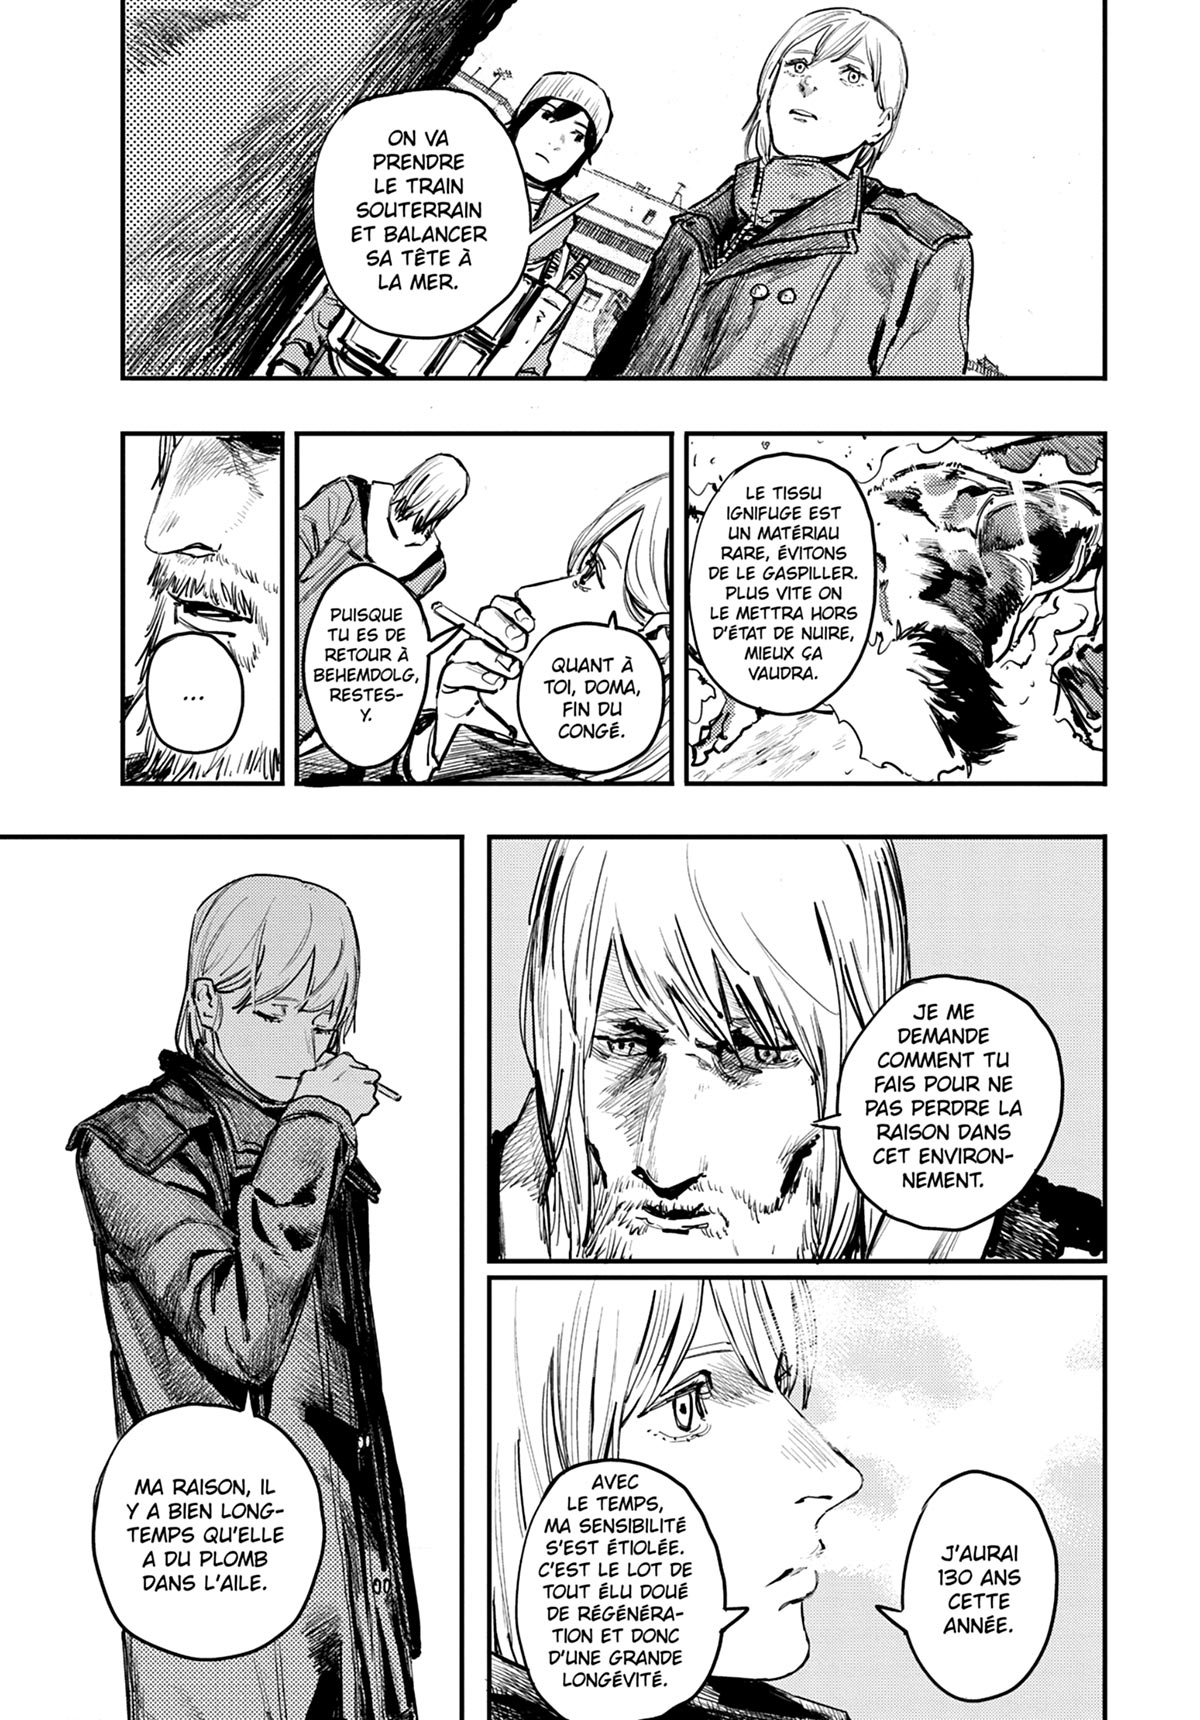 ON VA
PRENDRE
LE TRAIN
SOUTERRAIN
ET BALANCER
SA TÊTE À
LA MER.
LE TISSU
IGNIFUGE EST
UN MATÉRIAU
RARE, ÉVITONS
DE LE GASPILLER.
PLUS VITE ON
LE METTRA HORS
D'ÉTAT DE NUIRE,
MIEUX ÇA
VAUDRA.
QUANT À
TOI, DOMA,
FIN DU
CONGÉ.
PUISQUE
TU ES DE
RETOUR À
BEHEMDOLG,
RESTES-
Y.
...
JE ME
DEMANDE
COMMENT TU
FAIS POUR NE
PAS PERDRE LA
RAISON DANS
CET ENVIRON-
NEMENT.
J'AURAI
130 ANS
CETTE
ANNÉE.
AVEC
LE TEMPS,
MA SENSIBILITÉ
S'EST ÉTIOLÉE.
C'EST LE LOT DE
TOUT ÉLU DOUÉ
DE RÉGÉNÉRA-
TION ET DONC
D'UNE GRANDE
LONGÉVITÉ.
MA RAISON, IL
Y A BIEN LONG-
TEMPS QU'ELLE
A DU PLOMB
DANS L'AILE.